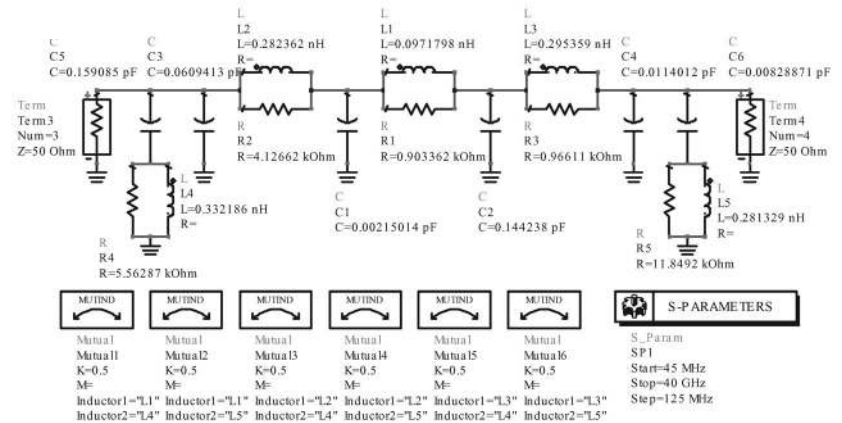 L
L2
L=0.282362 nH
R=
L
L1
L=0.0971798 nH
R=
L
L3
L=0.295359 nH
R=
C
C5
C=0.159085 pF
C
C3
C=0.0609413 pF
C
C4
C=0.0114012 pF
C
C6
C=0.00828871 pF
Term
Term3
Num=3
Z=50 Ohm
R
R2
R=4.12662 kOhm
R
R1
R=0.903362 kOhm
R
R3
R=0.96611 kOhm
Term
Term4
Num=4
Z=50 Ohm
L
L4
L=0.332186 nH
R=
C
C1
C=0.00215014 pF
C
C2
C=0.144238 pF
L
L5
L=0.281329 nH
R=
R
R4
R=5.56287 kOhm
R
R5
R=11.8492 kOhm
MUTIND
MUTIND
MUTIND
MUTIND
MUTIND
MUTIND
S-PARAMETERS
Mutual
Mutual1
K=0.5
M=
Inductor1="L1"
Inductor2="L4"
Mutual
Mutual2
K=0.5
M=
Inductor1="L1"
Inductor2="L5"
Mutual
Mutual3
K=0.5
M=
Inductor1="L2"
Inductor2="L4"
Mutual
Mutual4
K=0.5
M=
Inductor1="L2"
Inductor2="L5"
Mutual
Mutual5
K=0.5
M=
Inductor1="L3"
Inductor2="L4"
Mutual
Mutual6
K=0.5
M=
Inductor1="L3"
Inductor2="L5"
S_Param
SP1
Start=45 MHz
Stop=40 GHz
Step=125 MHz